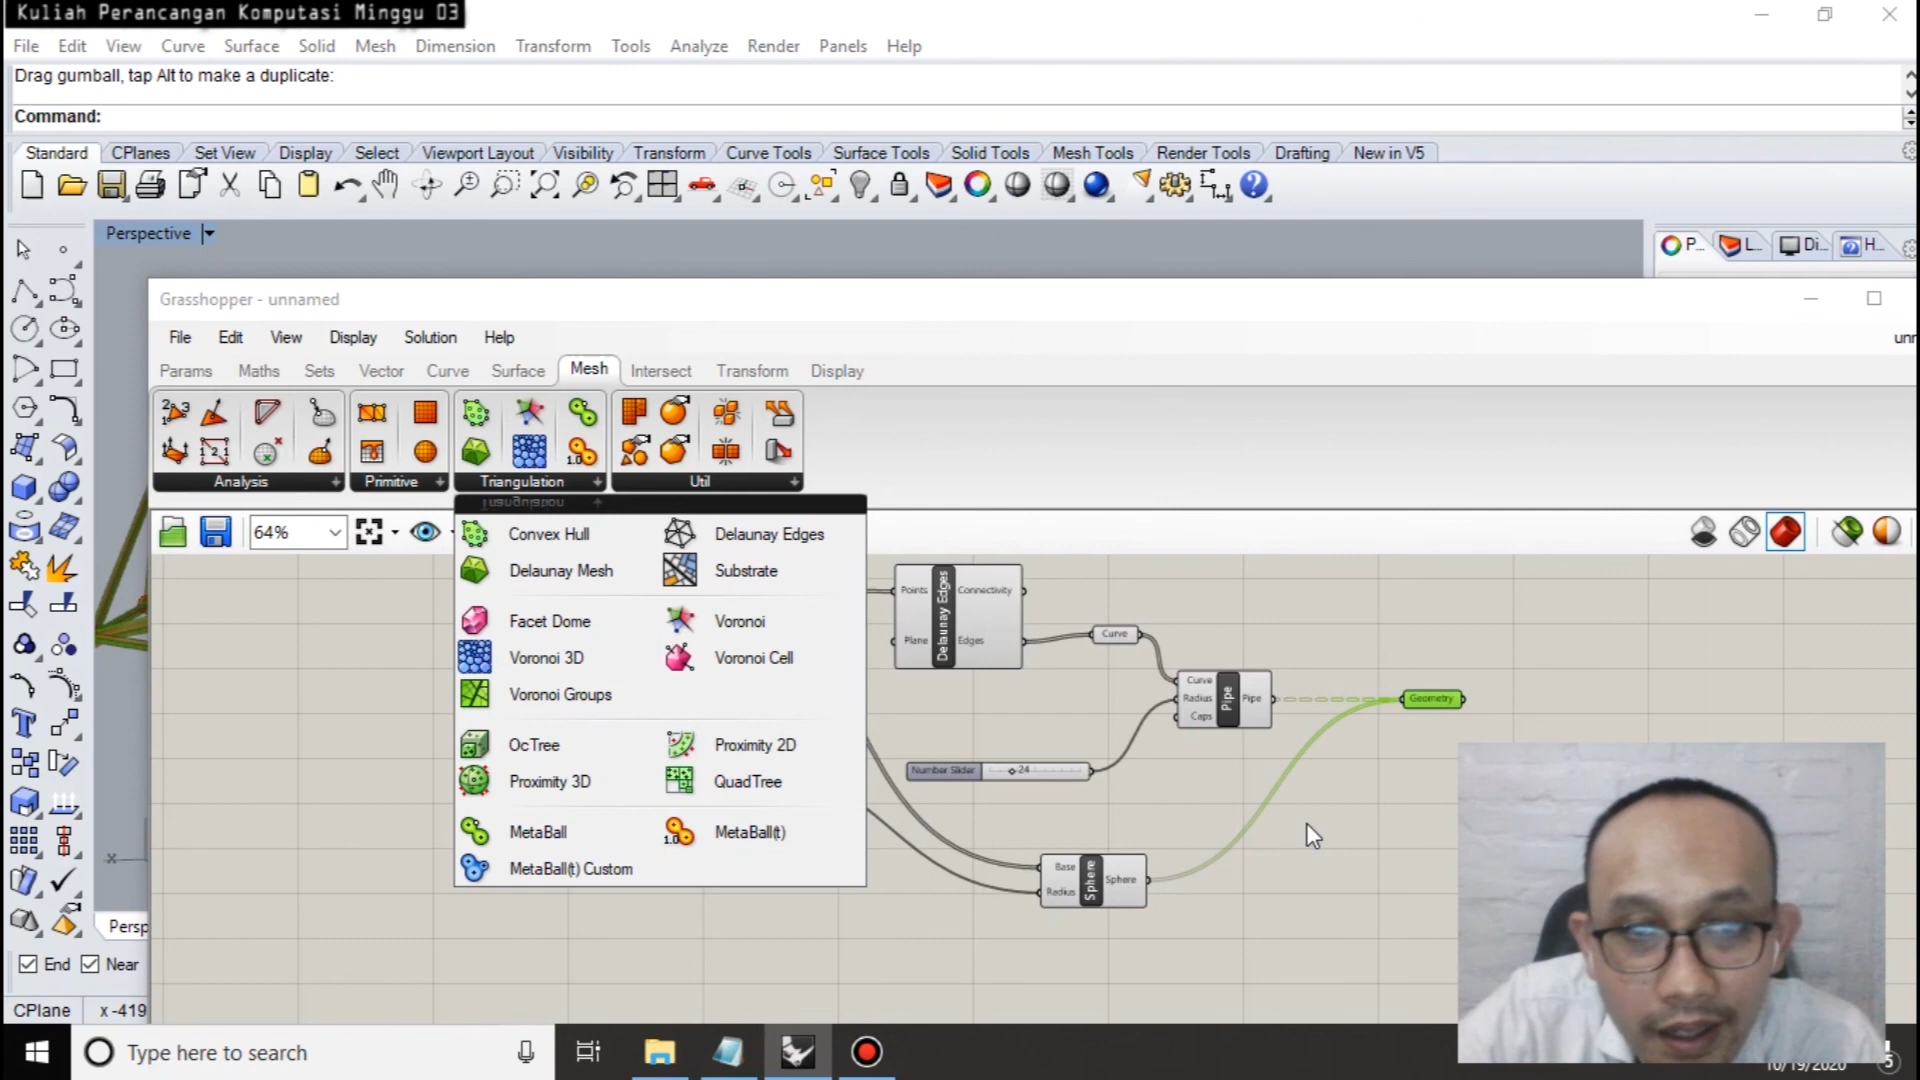 Kuliah Perancangan Komputasi Minggu 03
File Edit View Curve Surface Solid Mesh Dimension Transform Tools Analyze Render Panels Help
Drag gumball, tap Alt to make a duplicate:
Command:
Standard CPlanes Set View Display Select Viewport Layout Visibility Transform Curve Tools Surface Tools Solid Tools Mesh Tools Render Tools Drafting New in V5
Perspective
P... L... Di... H...
Grasshopper - unnamed
File Edit View Display Solution Help
Params Maths Sets Vector Curve Surface Mesh Intersect Transform Display
Analysis Primitive Triangulation Util
64%
Convex Hull Delaunay Edges
Delaunay Mesh Substrate
Facet Dome Voronoi
Voronoi 3D Voronoi Cell
Voronoi Groups
OcTree Proximity 2D
Proximity 3D QuadTree
MetaBall MetaBall(t)
MetaBall(t) Custom
Points Delaunay Edges Connectivity
Plane Edges
Curve
Curve Pipe Pipe
Radius
Caps
Geometry
Number Slider 24
Base Sphere Sphere
Radius
Persp
End Near
CPlane x -419
Type here to search
10/19/2020 5